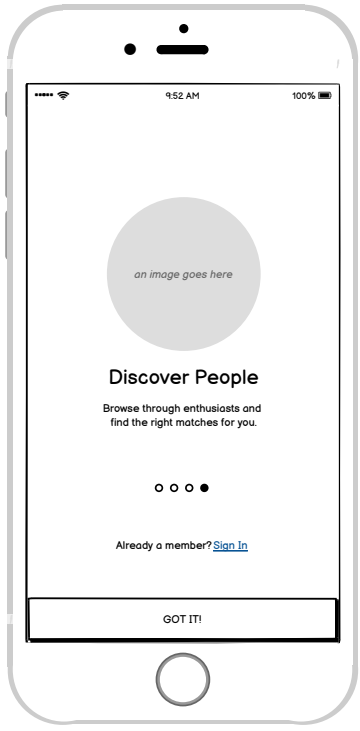 9:52 AM 100%
an image goes here
Discover People
Browse through enthusiasts and
find the right matches for you.
Already a member? Sign In
GOT IT!